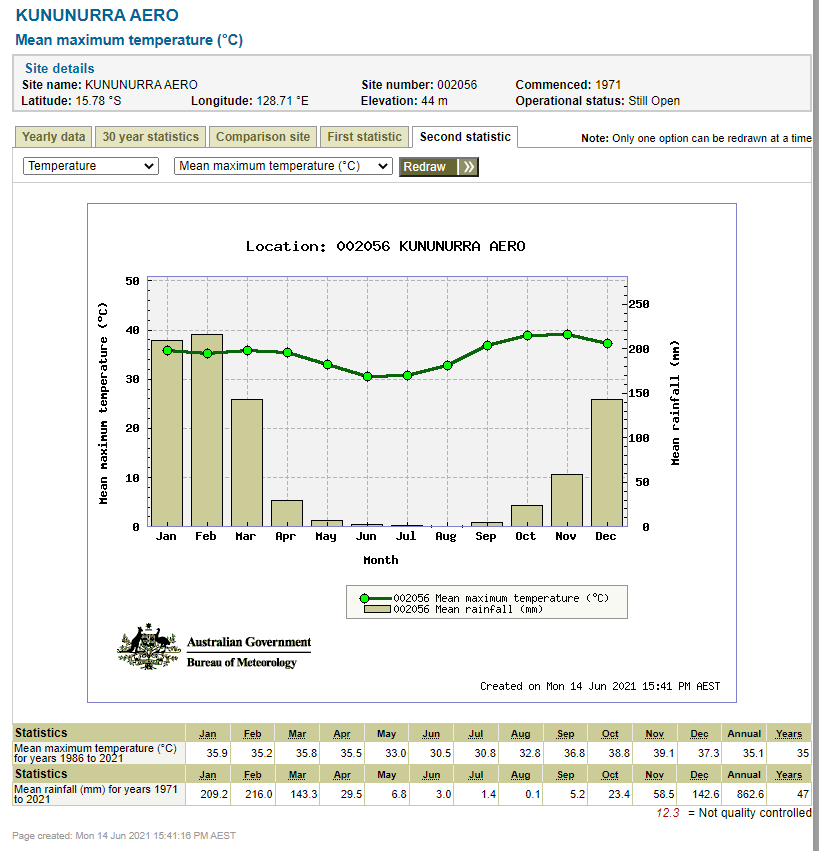 KUNUNURRA AERO
Mean maximum temperature (°C)
Site details
Site name: KUNUNURRA AERO Site number: 002056 Commenced: 1971
Latitude: 15.78 °S Longitude: 128.71 °E Elevation: 44 m Operational status: Still Open
Yearly data 30 year statistics Comparison site First statistic Second statistic Note: Only one option can be redrawn at a time
Temperature Mean maximum temperature (°C) Redraw »
Location: 002056 KUNUNURRA AERO
50
40
30
20
10
0
Mean maximum temperature (°C)
250
200
150
100
50
0
Mean rainfall (mm)
Jan Feb Mar Apr May Jun Jul Aug Sep Oct Nov Dec
Month
002056 Mean maximum temperature (°C)
002056 Mean rainfall (mm)
Australian Government
Bureau of Meteorology
Created on Mon 14 Jun 2021 15:41 PM AEST
Statistics Jan Feb Mar Apr May Jun Jul Aug Sep Oct Nov Dec Annual Years
Mean maximum temperature (°C) 35.9 35.2 35.8 35.5 33.0 30.5 30.8 32.8 36.8 38.8 39.1 37.3 35.1 35
for years 1986 to 2021
Statistics Jan Feb Mar Apr May Jun Jul Aug Sep Oct Nov Dec Annual Years
Mean rainfall (mm) for years 1971 209.2 216.0 143.3 29.5 6.8 3.0 1.4 0.1 5.2 23.4 58.5 142.6 862.6 47
to 2021
12.3 = Not quality controlled
Page created: Mon 14 Jun 2021 15:41:16 PM AEST